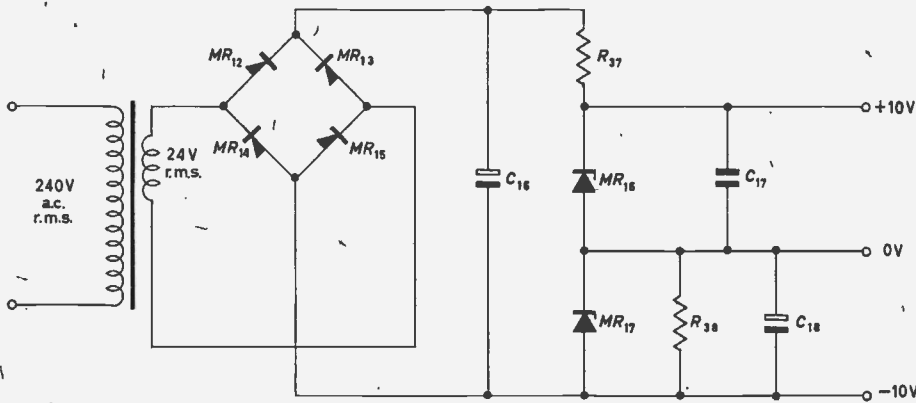 MR12
MR13
MR14
MR15
240V
a.c.
r.m.s.
24V
r.m.s.
C16
R37
MR16
MR17
C17
R38
C18
+10V
0V
-10V